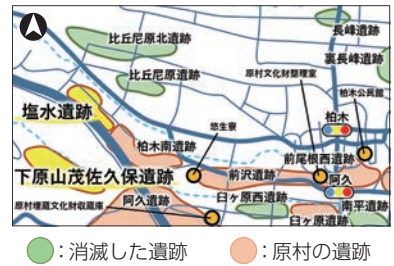 長峰遺跡
比丘尼原北遺跡
裏長峰遺跡
比丘尼原遺跡
原村文化財整理室
柏木公民館
塩水遺跡
柏木
悠生寮
柏木南遺跡
前尾根西遺跡
下原山茂佐久保遺跡
前沢遺跡
阿久
原村埋蔵文化財収蔵庫
阿久遺跡
臼ヶ原西遺跡
南平遺跡
臼ヶ原遺跡
：消滅した遺跡
：原村の遺跡